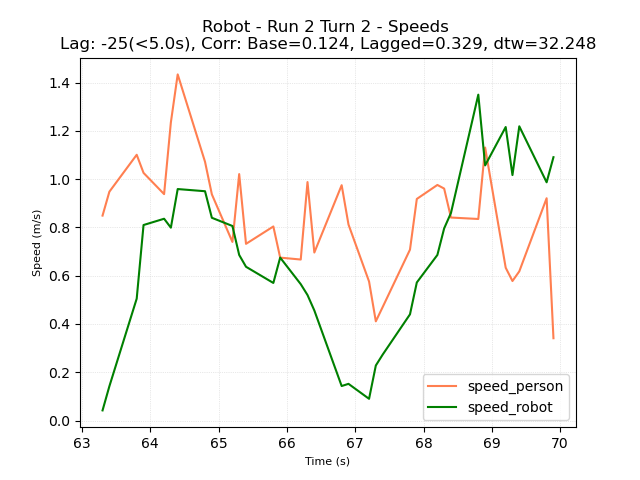 Robot - Run 2 Turn 2 - Speeds
Lag: -25(<5.0s), Corr: Base=0.124, Lagged=0.329, dtw=32.248
1.4
1.2
1.0
0.8
0.6
0.4
0.2
0.0
Speed (m/s)
speed_person
speed_robot
63 64 65 66 67 68 69 70
Time (s)